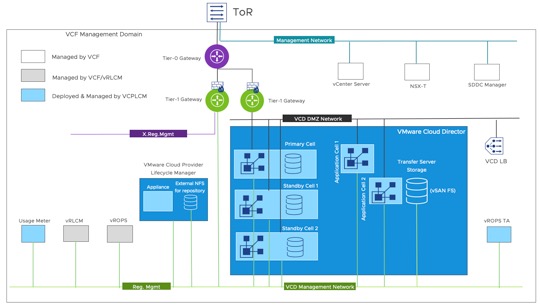 ToR
VCF Management Domain
Management Network
Managed by VCF
Managed by VCF/vRLCM
Deployed & Managed by VCPLCM
Tier-0 Gateway
vCenter Server
NSX-T
SDDC Manager
Tier-1 Gateway
Tier-1 Gateway
VCD DMZ Network
X.Reg.Mgmt
VMware Cloud Director
VCD LB
Primary Cell
Application Cell 1
Transfer Server
Storage
(vSAN FS)
Application Cell 2
VMware Cloud Provider
Lifecycle Manager
Appliance
External NFS
for repository
Standby Cell 1
Standby Cell 2
Usage Meter
vRLCM
vROPS
vROPS TA
Reg. Mgmt
VCD Management Network